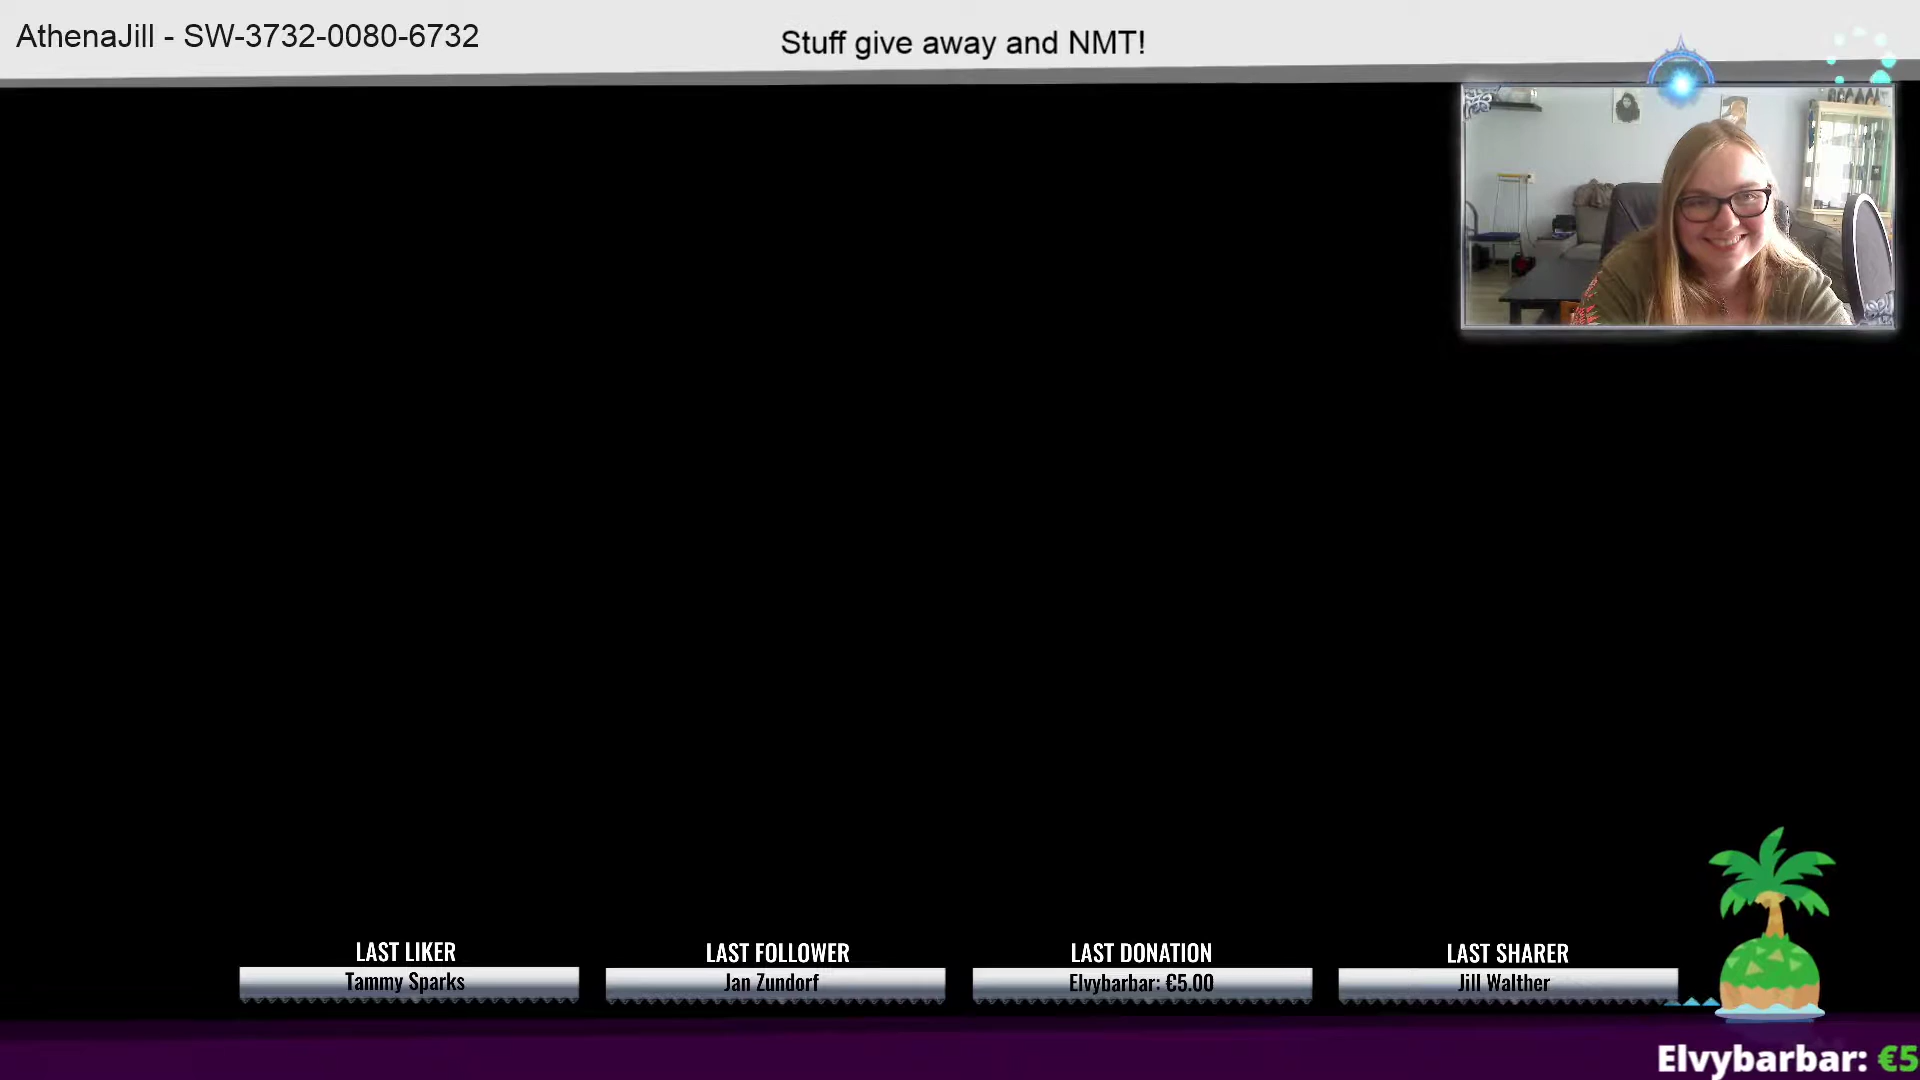 AthenaJill - SW-3732-0080-6732
Stuff give away and NMT!
LAST LIKER
Tammy Sparks
LAST FOLLOWER
Jan Zundorf
LAST DONATION
Elvybarbar: €5.00
LAST SHARER
Jill Walther
Elvybarbar: €5